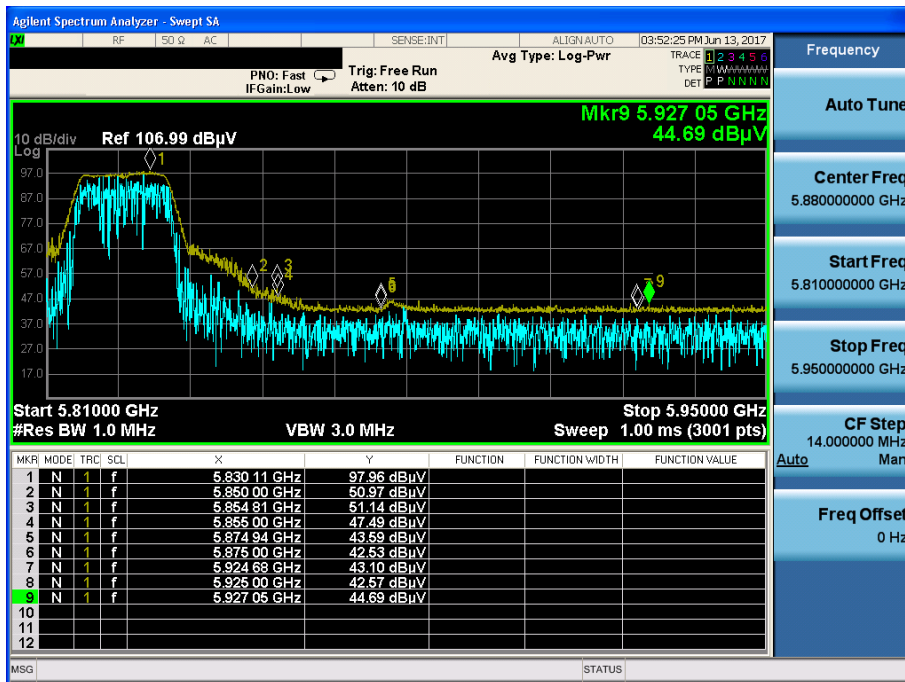 Agilent Spectrum Analyzer - Swept SA
LXI RF 50 Ω AC SENSE:INT ALIGN AUTO 03:52:25 PM Jun 13, 2017
Frequency
Avg Type: Log-Pwr TRACE 1 2 3 4 5 6
PNO: Fast Trig: Free Run TYPE M W W W W W
IFGain:Low Atten: 10 dB DET P P N N N N
Auto Tune
Mkr9 5.927 05 GHz
44.69 dBµV
10 dB/div Ref 106.99 dBµV
Log
97.0
87.0
77.0
67.0
57.0
47.0
37.0
27.0
17.0
1
2
3
4
5
6
7
9
Center Freq
5.880000000 GHz
Start Freq
5.810000000 GHz
Stop Freq
5.950000000 GHz
Start 5.81000 GHz Stop 5.95000 GHz
#Res BW 1.0 MHz VBW 3.0 MHz Sweep 1.00 ms (3001 pts)
CF Step
14.000000 MHz
Auto Man
Freq Offset
0 Hz
MKR MODE TRC SCL X Y FUNCTION FUNCTION WIDTH FUNCTION VALUE
1 N 1 f 5.830 11 GHz 97.96 dBµV
2 N 1 f 5.850 00 GHz 50.97 dBµV
3 N 1 f 5.854 81 GHz 51.14 dBµV
4 N 1 f 5.855 00 GHz 47.49 dBµV
5 N 1 f 5.874 94 GHz 43.59 dBµV
6 N 1 f 5.875 00 GHz 42.53 dBµV
7 N 1 f 5.924 68 GHz 43.10 dBµV
8 N 1 f 5.925 00 GHz 42.57 dBµV
9 N 1 f 5.927 05 GHz 44.69 dBµV
10
11
12
MSG STATUS